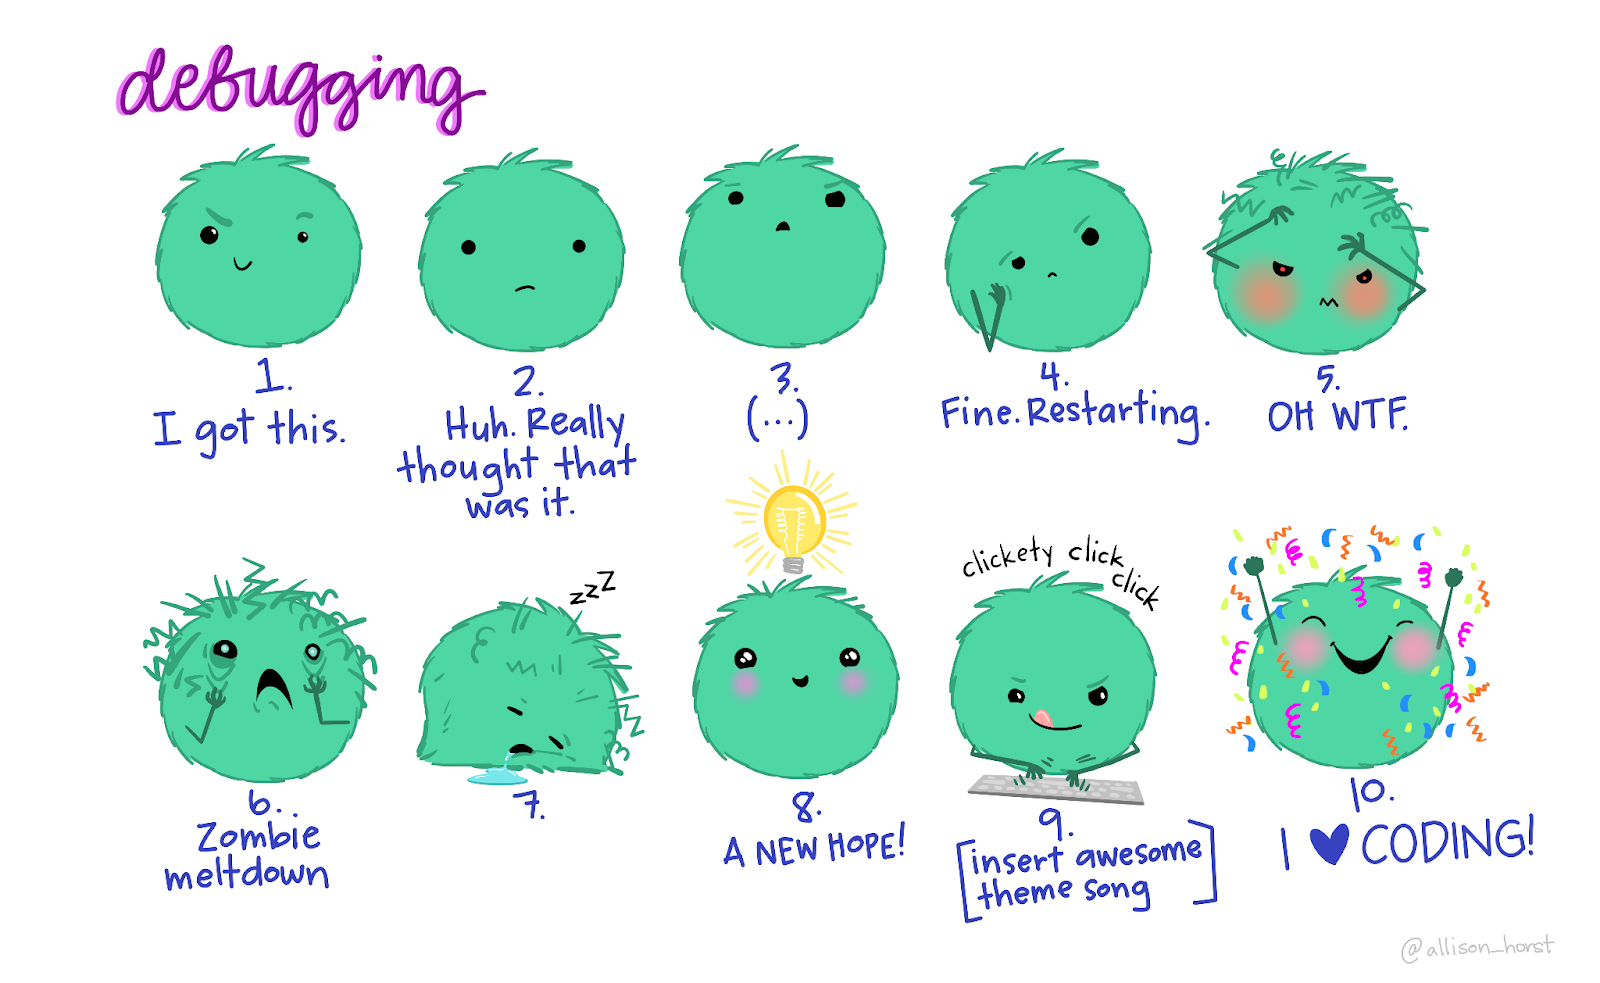 debugging
1.
I got this.
2.
Huh. Really
thought that
was it.
3.
(...)
4.
Fine. Restarting.
5.
OH WTF.
6.
Zombie
meltdown
zzZ
7.
8.
A NEW HOPE!
clickety click
click
9.
[insert awesome
theme song]
10.
I ♥ CODING!
@allison_horst